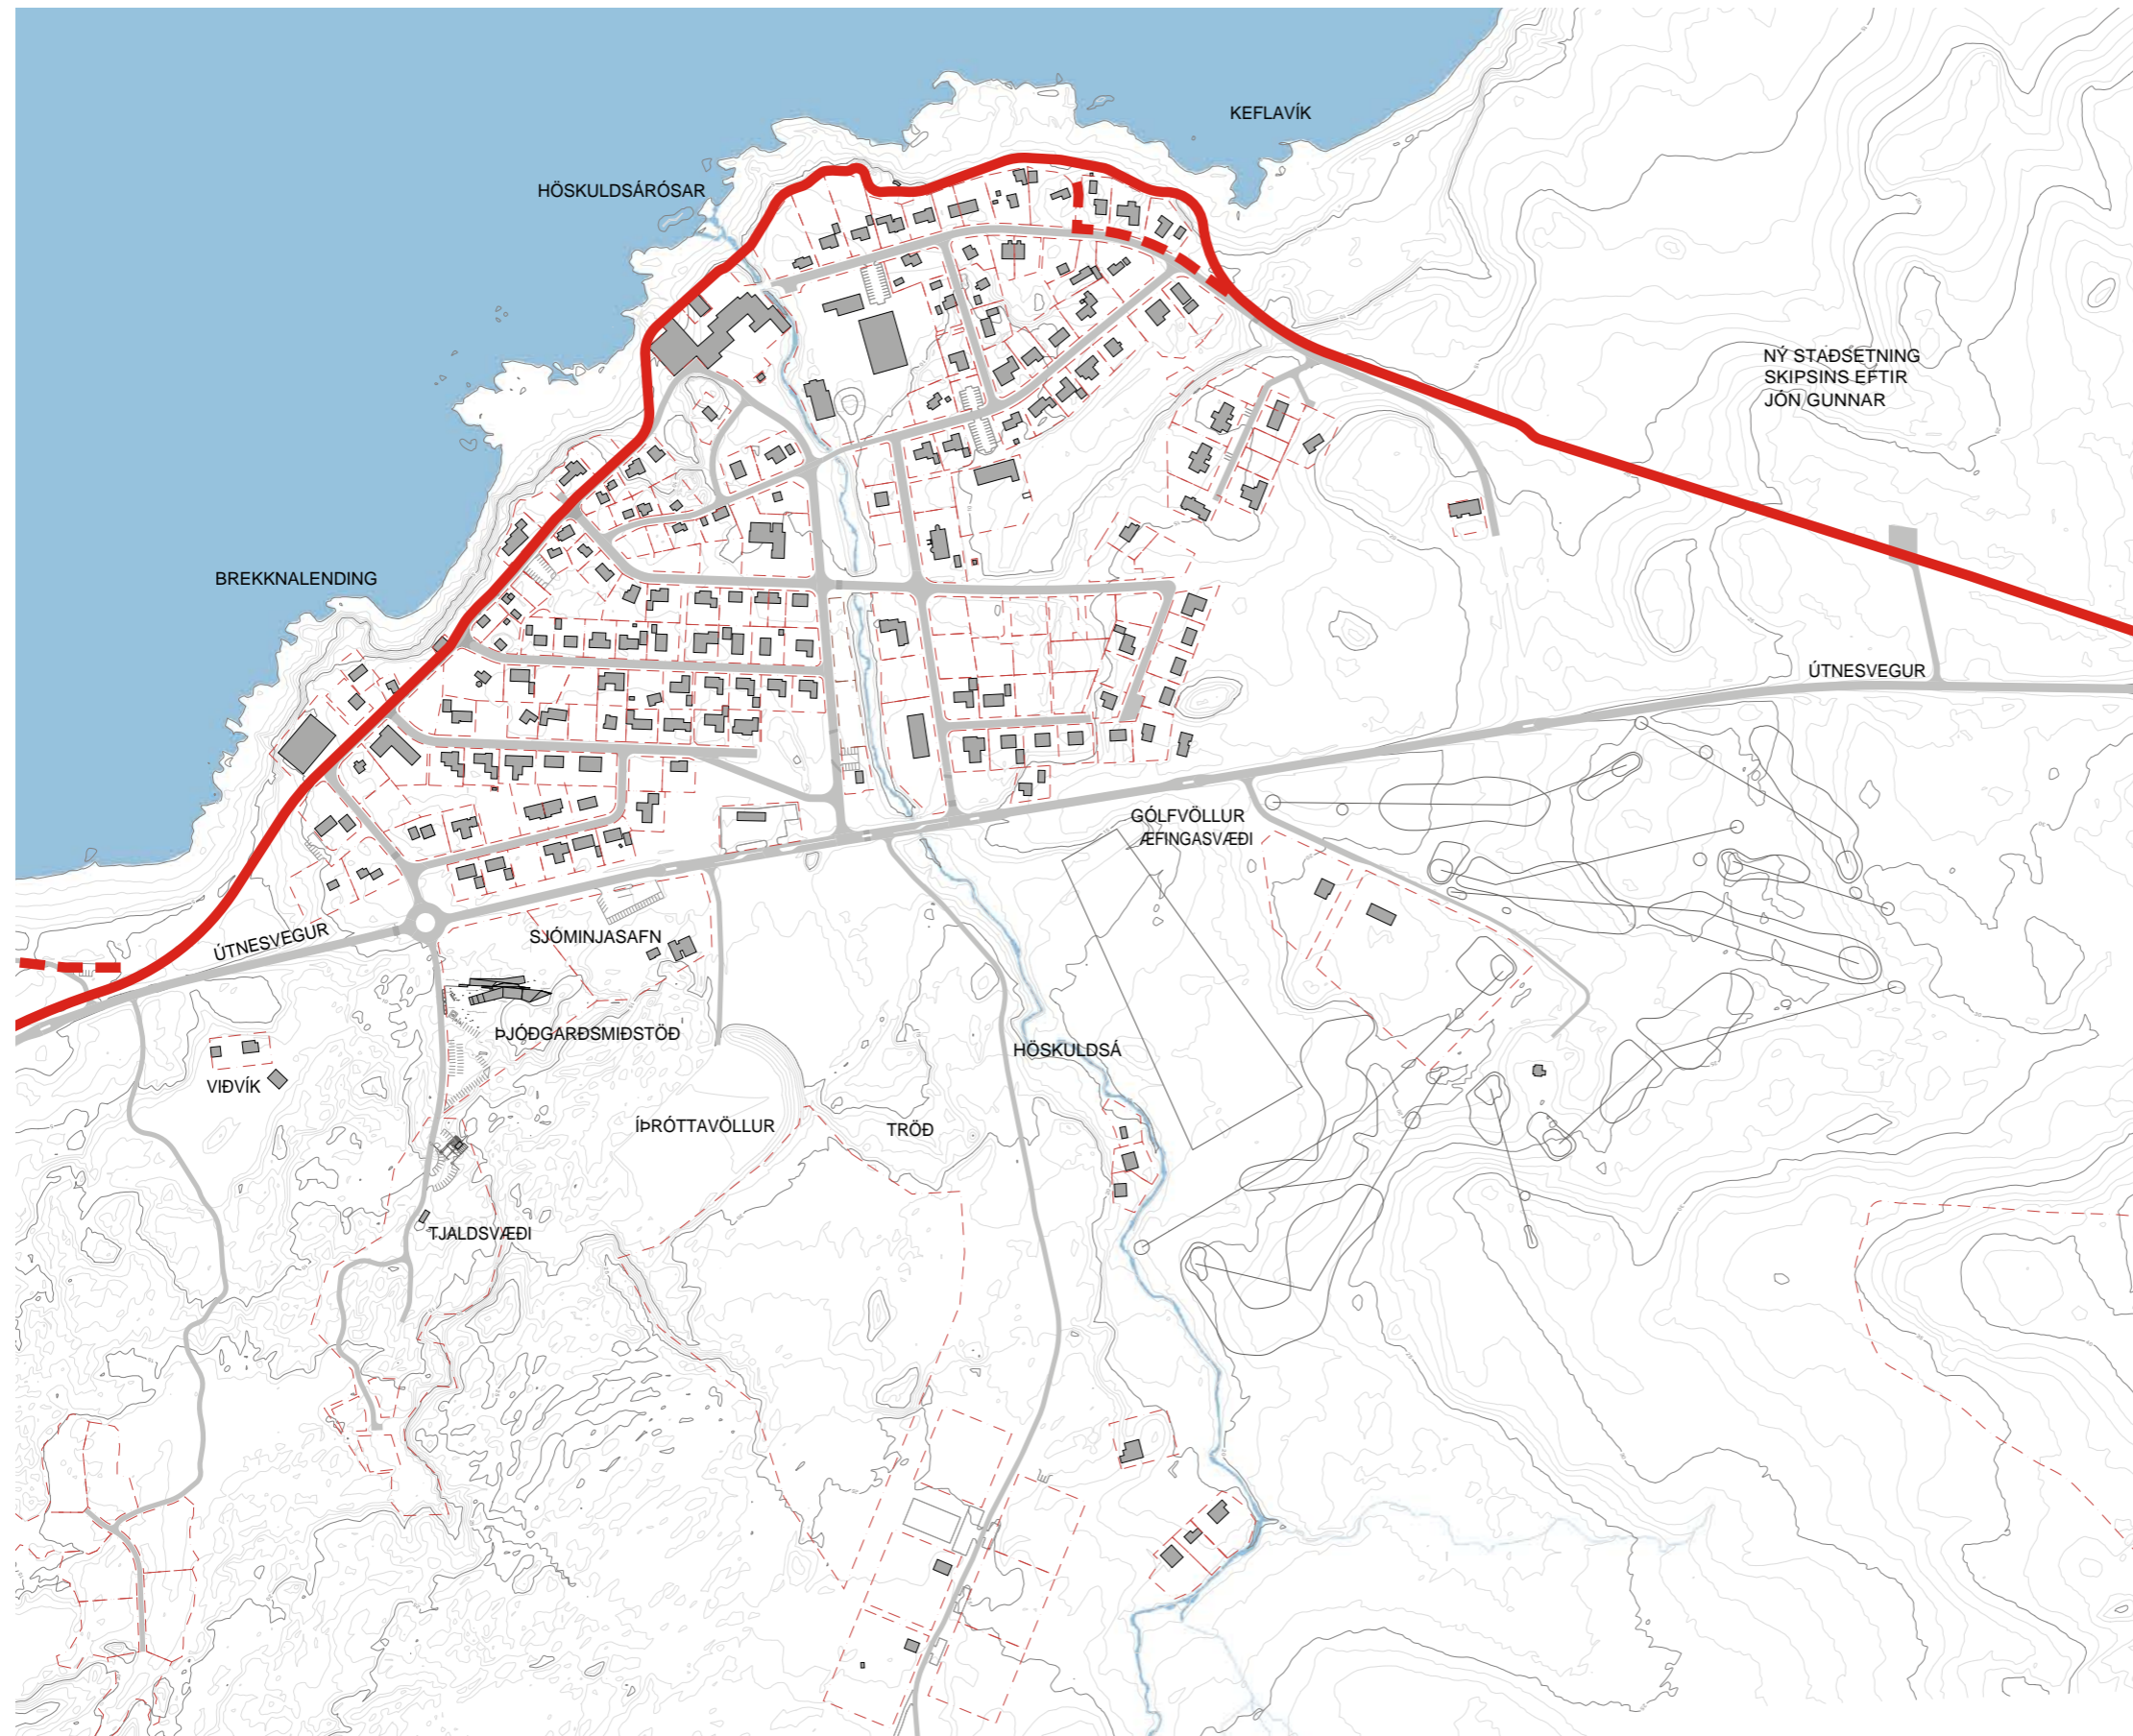 KEFLAVÍK
HÖSKULDSÁRÓSAR
NÝ STAÐSETNING
SKIPSINS EFTIR
JÓN GUNNAR
BREKKNALENDING
ÚTNESVEGUR
GÓLFVÖLLUR
ÆFINGASVÆÐI
ÚTNESVEGUR
SJÓMINJASAFN
ÞJÓÐGARÐSMIÐSTÖÐ
HÖSKULDSÁ
VIÐVÍK
ÍÞRÓTTAVÖLLUR
TRÖÐ
TJALDSVÆÐI